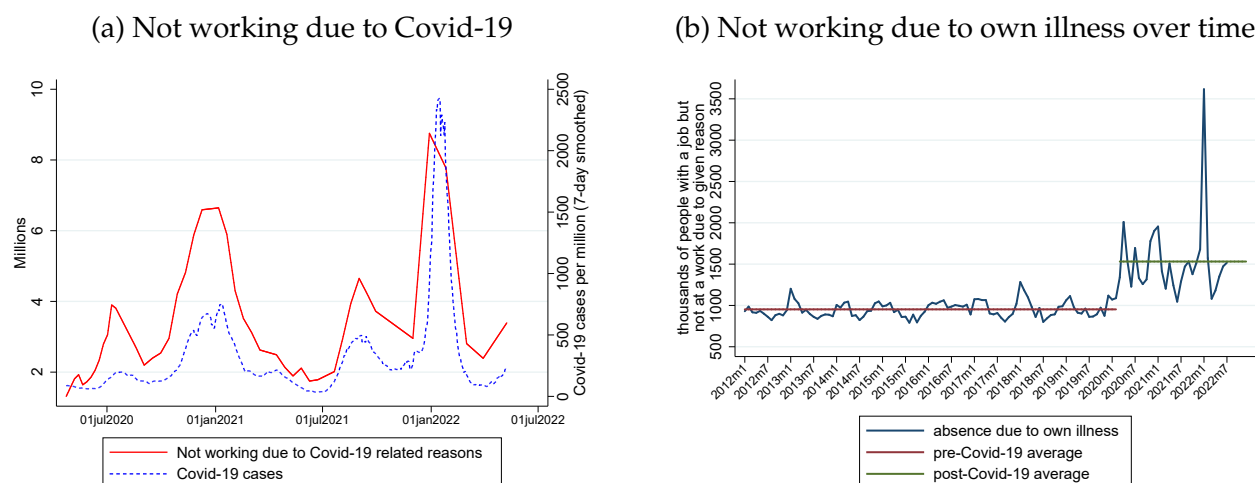 (a) Not working due to Covid-19
10
8
6
4
2
Millions
2500
2000
1500
1000
500
0
Covid-19 cases per million (7-day smoothed)
01jul2020 01jan2021 01jul2021 01jan2022 01jul2022
Not working due to Covid-19 related reasons
Covid-19 cases
(b) Not working due to own illness over time
thousands of people with a job but
not at a work due to given reason
3500
3000
2500
2000
1500
1000
500
2012m1 2012m7 2013m1 2013m7 2014m1 2014m7 2015m1 2015m7 2016m1 2016m7 2017m1 2017m7 2018m1 2018m7 2019m1 2019m7 2020m1 2020m7 2021m1 2021m7 2022m1 2022m7
absence due to own illness
pre-Covid-19 average
post-Covid-19 average